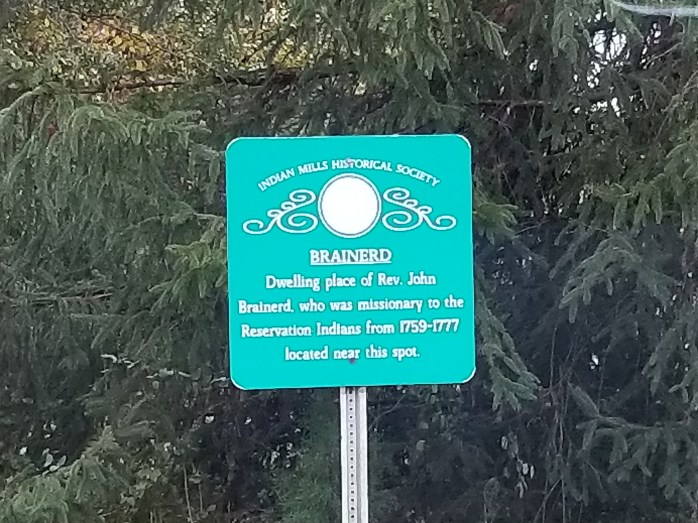 INDIAN MILLS HISTORICAL SOCIETY
BRAINERD
Dwelling place of Rev. John
Brainerd, who was missionary to the
Reservation Indians from 1759-1777
located near this spot.